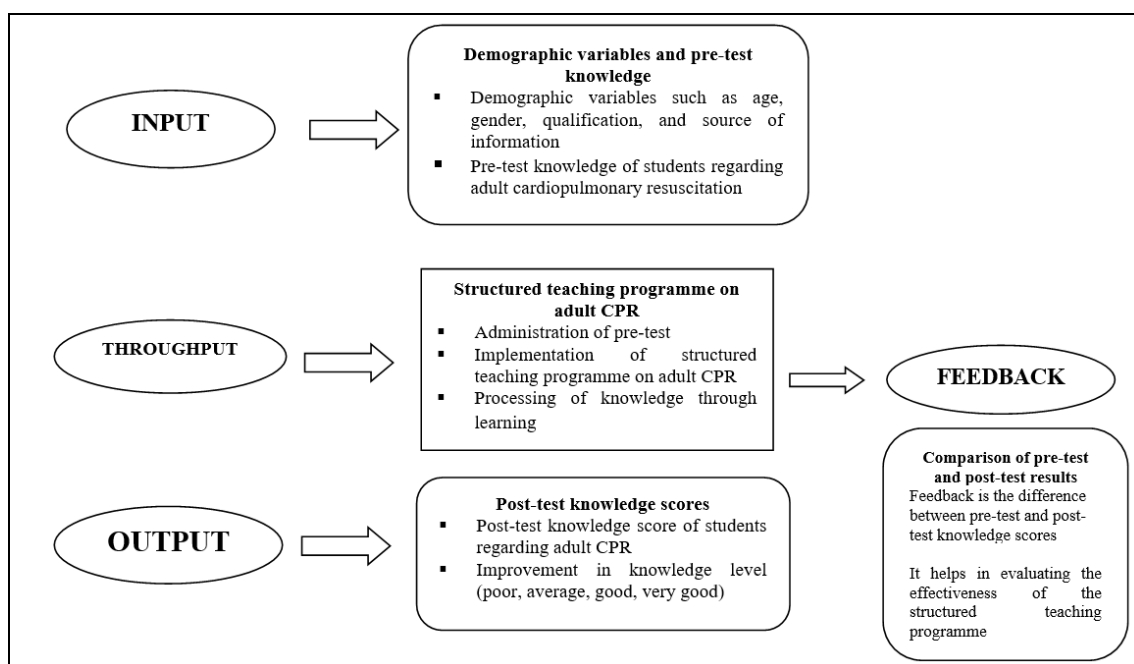 INPUT
Demographic variables and pre-test
knowledge
▪ Demographic variables such as age,
gender, qualification, and source of
information
▪ Pre-test knowledge of students regarding
adult cardiopulmonary resuscitation
THROUGHPUT
Structured teaching programme on
adult CPR
▪ Administration of pre-test
▪ Implementation of structured
teaching programme on adult CPR
▪ Processing of knowledge through
learning
FEEDBACK
Comparison of pre-test
and post-test results
Feedback is the difference
between pre-test and post-
test knowledge scores
It helps in evaluating the
effectiveness of the
structured teaching
programme
OUTPUT
Post-test knowledge scores
▪ Post-test knowledge score of students
regarding adult CPR
▪ Improvement in knowledge level
(poor, average, good, very good)